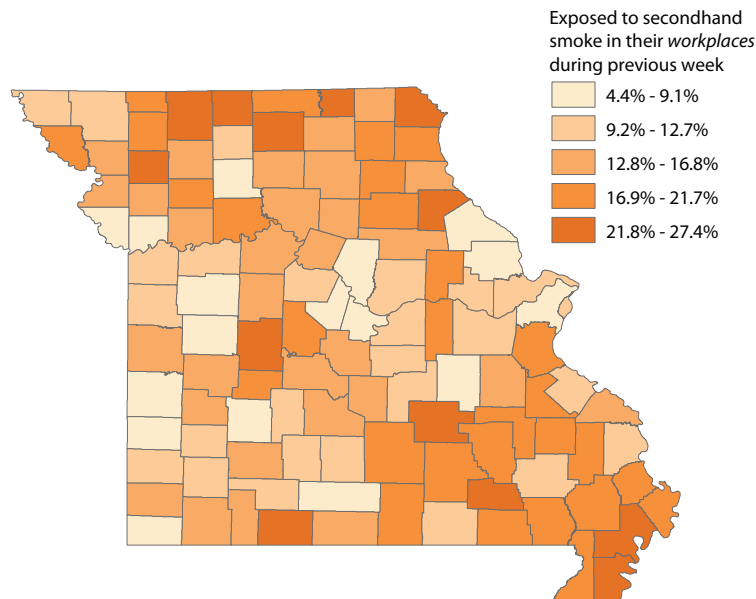 Exposed to secondhand
smoke in their workplaces
during previous week
4.4% - 9.1%
9.2% - 12.7%
12.8% - 16.8%
16.9% - 21.7%
21.8% - 27.4%